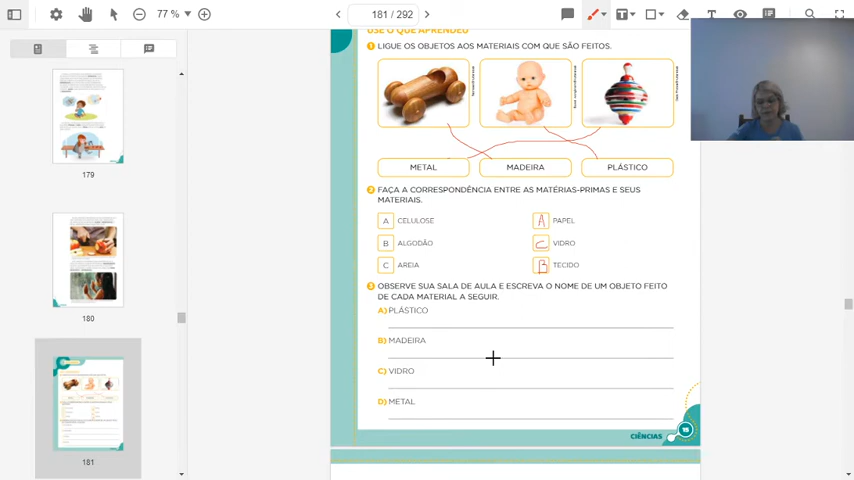 77 %
181 / 292
179
180
181
USE O QUE APRENDEU
1 LIGUE OS OBJETOS AOS MATERIAIS COM QUE SÃO FEITOS.
METAL MADEIRA PLÁSTICO
2 FAÇA A CORRESPONDÊNCIA ENTRE AS MATÉRIAS-PRIMAS E SEUS
MATERIAIS.
A CELULOSE A PAPEL
B ALGODÃO C VIDRO
C AREIA B TECIDO
3 OBSERVE SUA SALA DE AULA E ESCREVA O NOME DE UM OBJETO FEITO
DE CADA MATERIAL A SEGUIR.
A) PLÁSTICO
B) MADEIRA
C) VIDRO
D) METAL
CIÊNCIAS 15